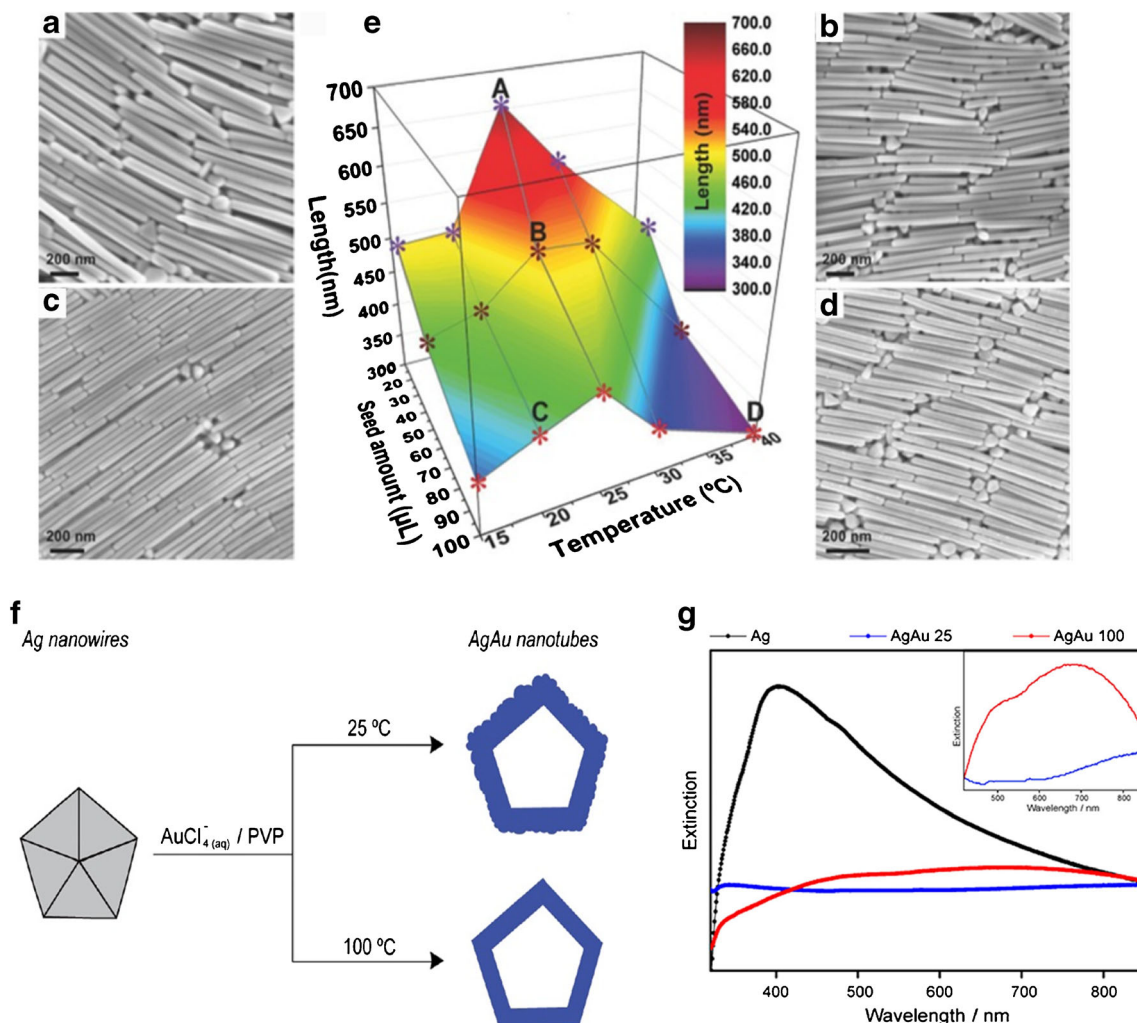 a
200 nm
b
200 nm
c
200 nm
d
200 nm
e
700
650
600
550
500
450
400
350
300
Length(nm)
20
30
40
50
60
70
80
90
100
Seed amount (µL)
15
20
25
30
35
40
Temperature (ºC)
A
B
C
D
700.0
660.0
620.0
580.0
540.0
500.0
460.0
420.0
380.0
340.0
300.0
Length (nm)
f
Ag nanowires
AgAu nanotubes
AuCl₄⁻ (aq) / PVP
25 ºC
100 ºC
g
Ag AgAu 25 AgAu 100
Extinction
400 500 600 700 800
Wavelength / nm
Extinction
500 600 700 800
Wavelength / nm